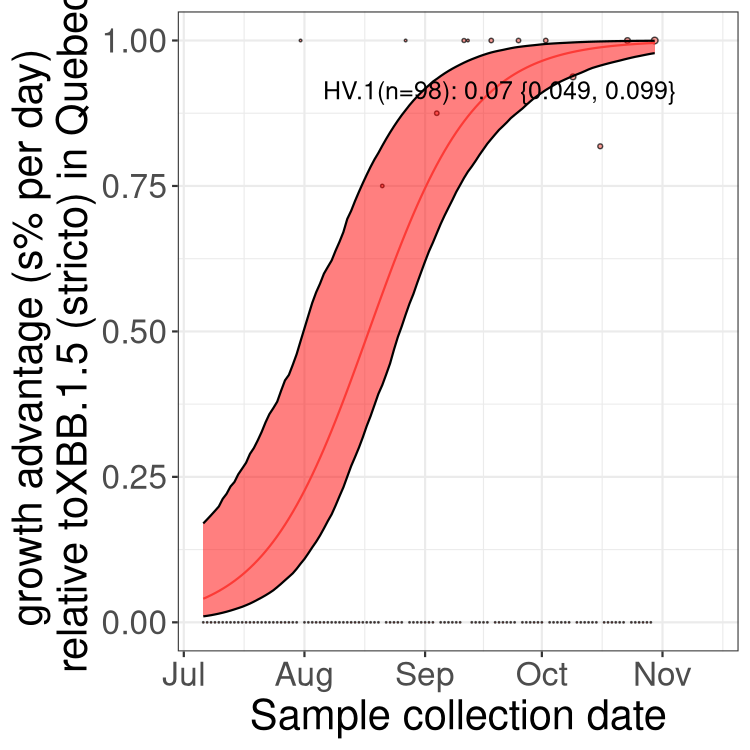 growth advantage (s% per day)
relative toXBB.1.5 (stricto) in Quebec
1.00
0.75
0.50
0.25
0.00
HV.1(n=98): 0.07 {0.049, 0.099}
Jul Aug Sep Oct Nov
Sample collection date